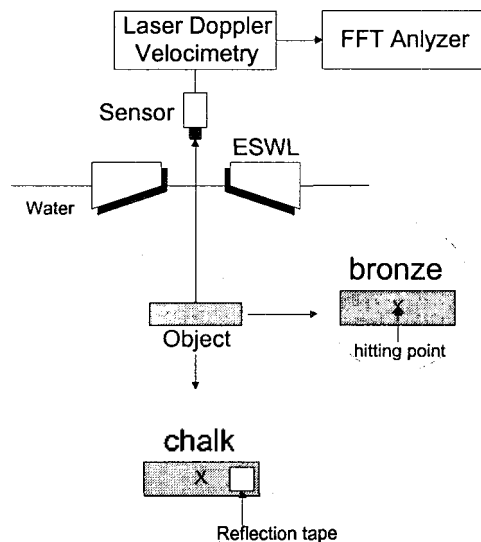 Laser Doppler
Velocimetry
FFT Anlyzer
Sensor
ESWL
Water
bronze
x
hitting point
Object
chalk
X
Reflection tape